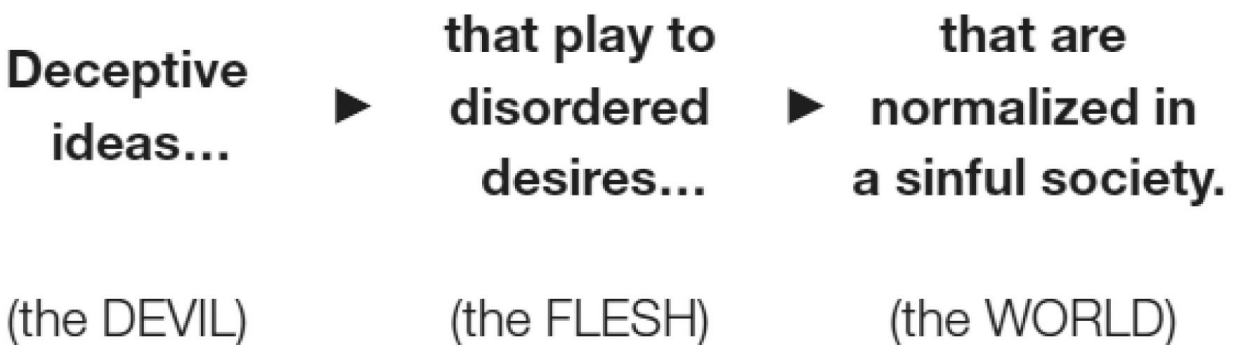 Deceptive
ideas...
►
that play to
disordered
desires...
►
that are
normalized in
a sinful society.
(the DEVIL)
(the FLESH)
(the WORLD)